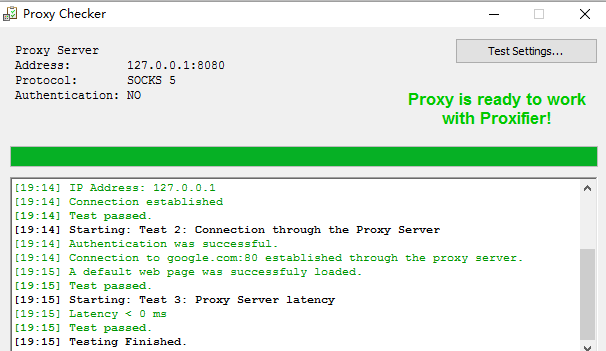 Proxy Checker
Proxy Server
Address: 127.0.0.1:8080
Protocol: SOCKS 5
Authentication: NO
Test Settings...
Proxy is ready to work
with Proxifier!
[19:14] IP Address: 127.0.0.1
[19:14] Connection established
[19:14] Test passed.
[19:14] Starting: Test 2: Connection through the Proxy Server
[19:14] Authentication was successful.
[19:14] Connection to google.com:80 established through the proxy server.
[19:15] A default web page was successfully loaded.
[19:15] Test passed.
[19:15] Starting: Test 3: Proxy Server latency
[19:15] Latency < 0 ms
[19:15] Test passed.
[19:15] Testing Finished.